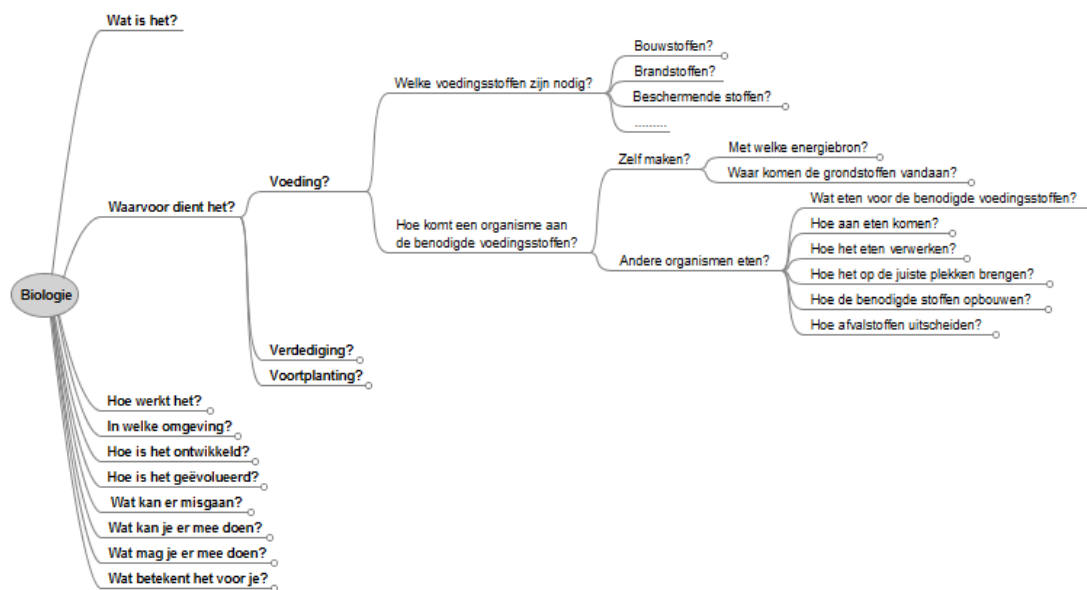 Wat is het?
Bouwstoffen?
Brandstoffen?
Welke voedingsstoffen zijn nodig?
Beschermende stoffen?
.........
Met welke energiebron?
Zelf maken?
Waar komen de grondstoffen vandaan?
Voeding?
Wat eten voor de benodigde voedingsstoffen?
Waarvoor dient het?
Hoe komt een organisme aan
de benodigde voedingsstoffen?
Hoe aan eten komen?
Hoe het eten verwerken?
Andere organismen eten?
Hoe het op de juiste plekken brengen?
Hoe de benodigde stoffen opbouwen?
Hoe afvalstoffen uitscheiden?
Biologie
Verdediging?
Voortplanting?
Hoe werkt het?
In welke omgeving?
Hoe is het ontwikkeld?
Hoe is het geëvolueerd?
Wat kan er misgaan?
Wat kan je er mee doen?
Wat mag je er mee doen?
Wat betekent het voor je?